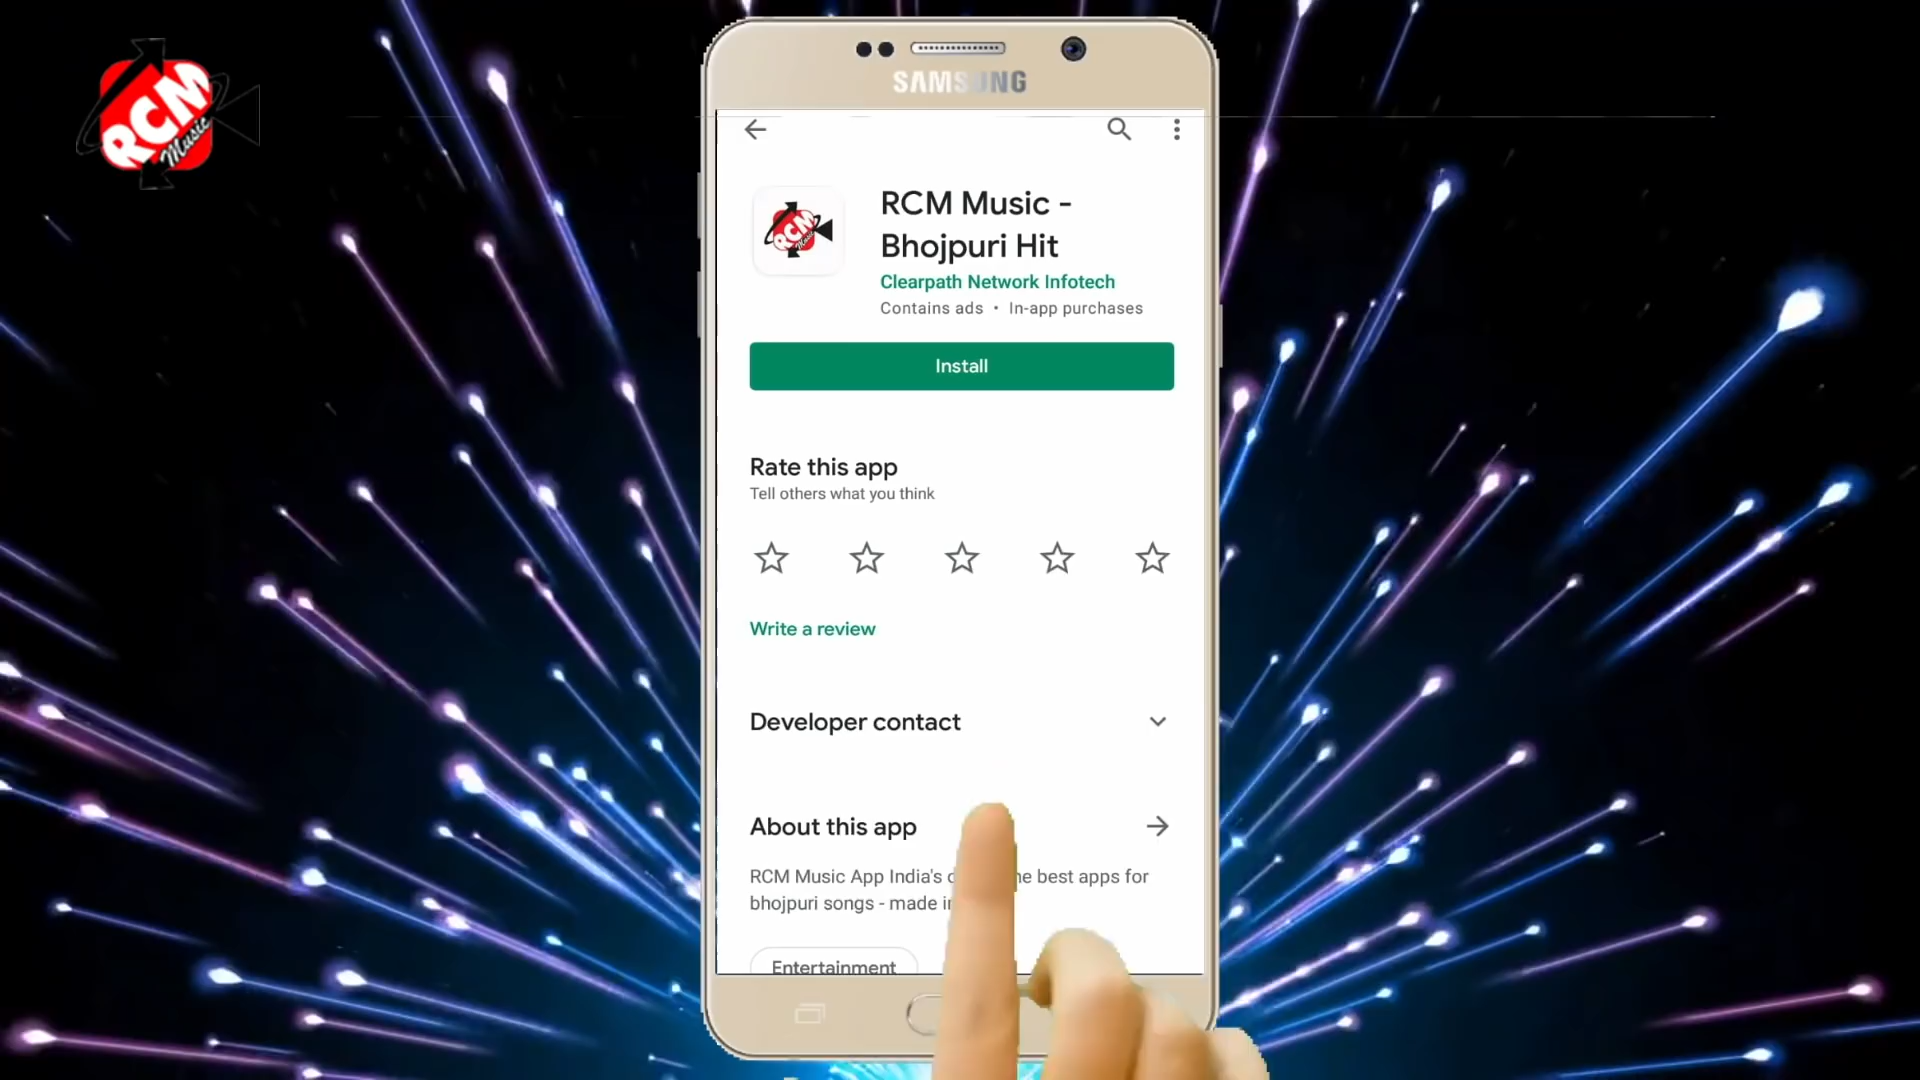 RCM
Music
SAMSUNG
RCM Music -
Bhojpuri Hit
Clearpath Network Infotech
Contains ads • In-app purchases
Install
Rate this app
Tell others what you think
Write a review
Developer contact
About this app
RCM Music App India's he best apps for
bhojpuri songs - made
Entertainment